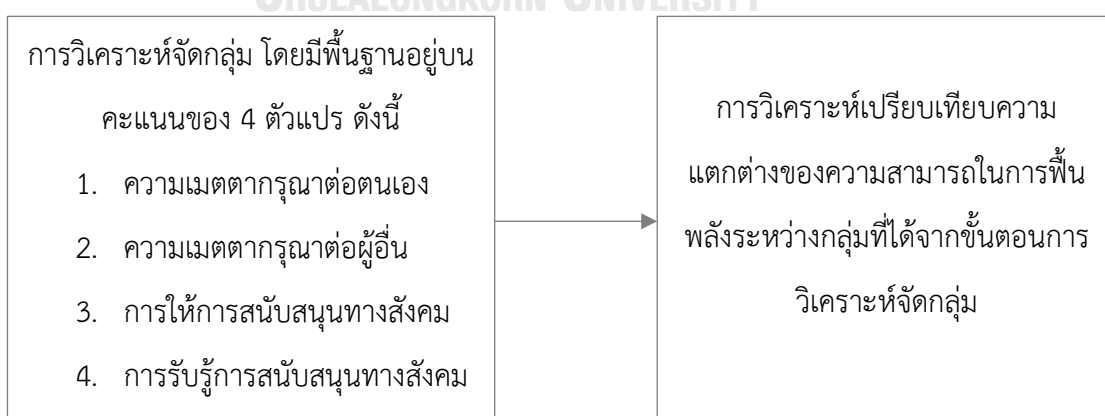 CHULALONGKORN UNIVERSITY
การวิเคราะห์จัดกลุ่ม โดยมีพื้นฐานอยู่บน
คะแนนของ 4 ตัวแปร ดังนี้
1. ความเมตตากรุณาต่อตนเอง
2. ความเมตตากรุณาต่อผู้อื่น
3. การให้การสนับสนุนทางสังคม
4. การรับรู้การสนับสนุนทางสังคม
การวิเคราะห์เปรียบเทียบความ
แตกต่างของความสามารถในการฟื้น
พลังระหว่างกลุ่มที่ได้จากขั้นตอนการ
วิเคราะห์จัดกลุ่ม